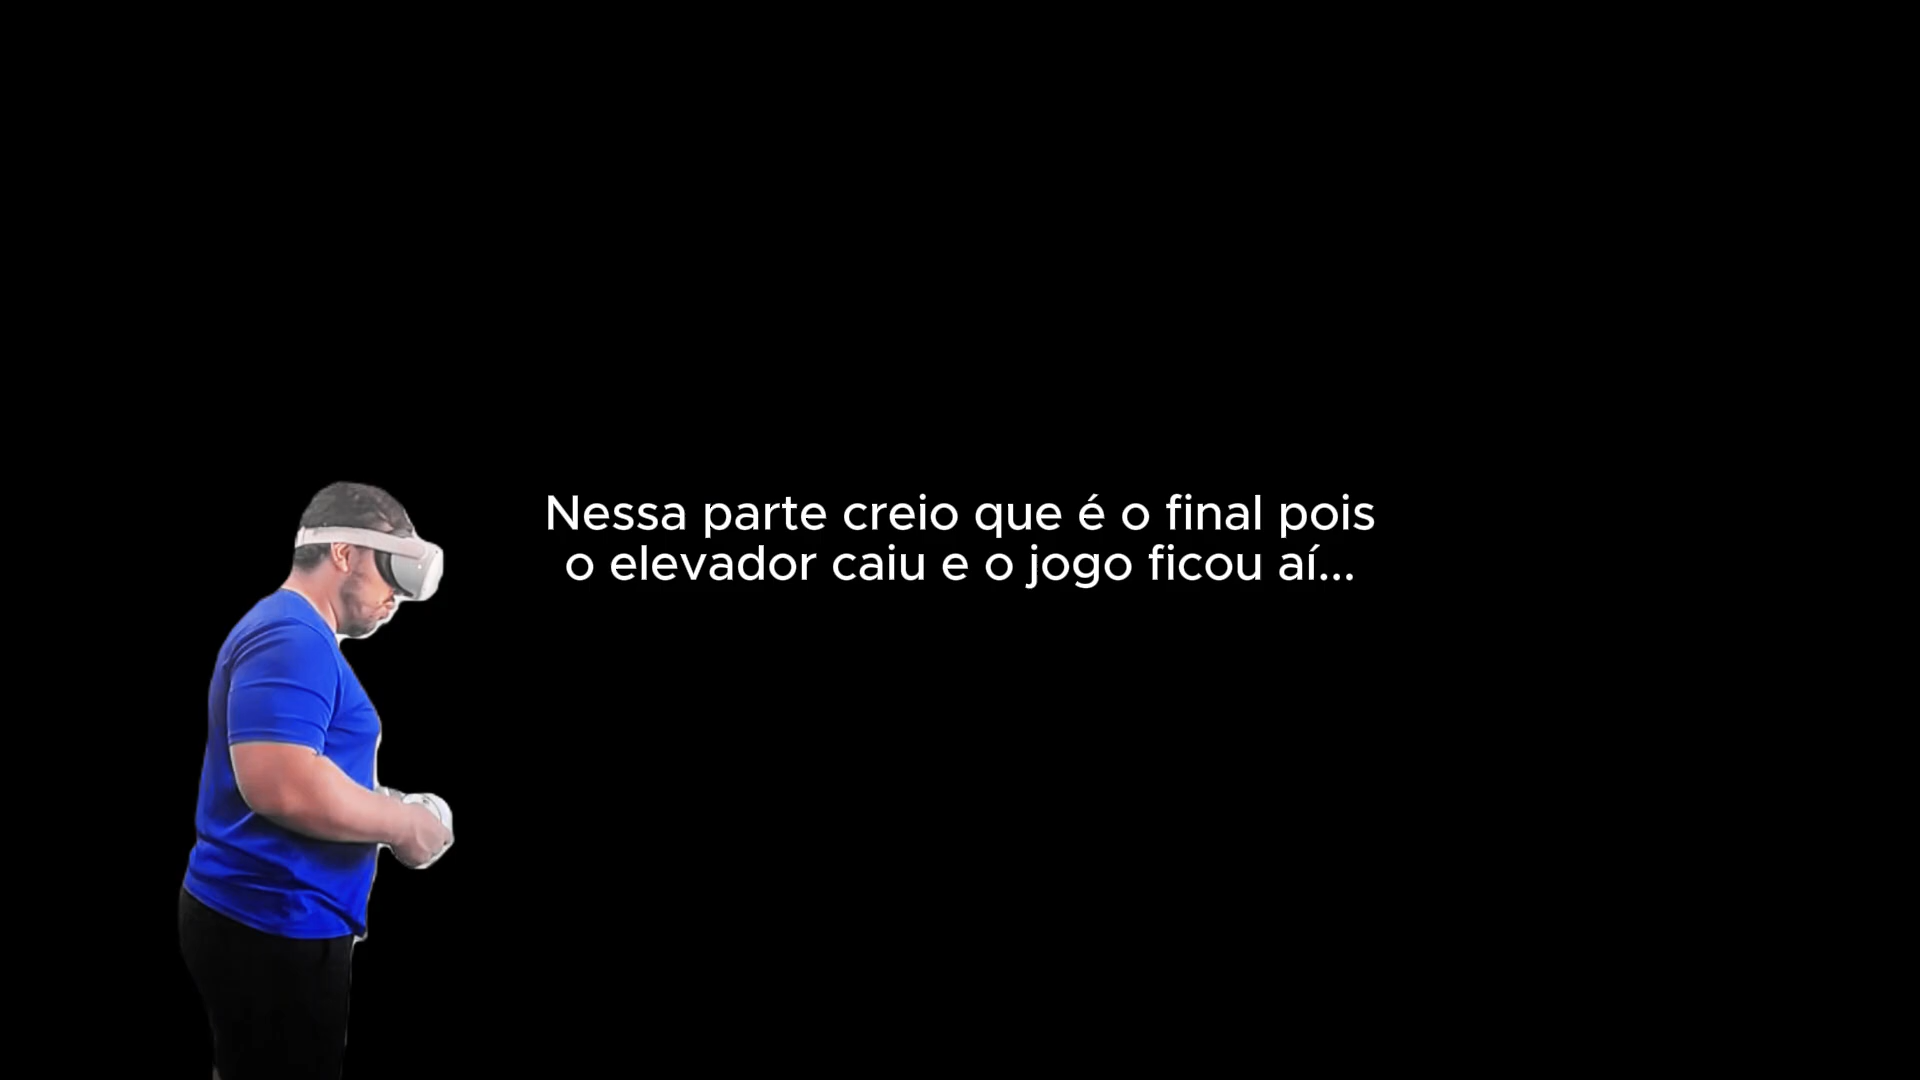 Nessa parte creio que é o final pois
o elevador caiu e o jogo ficou aí...